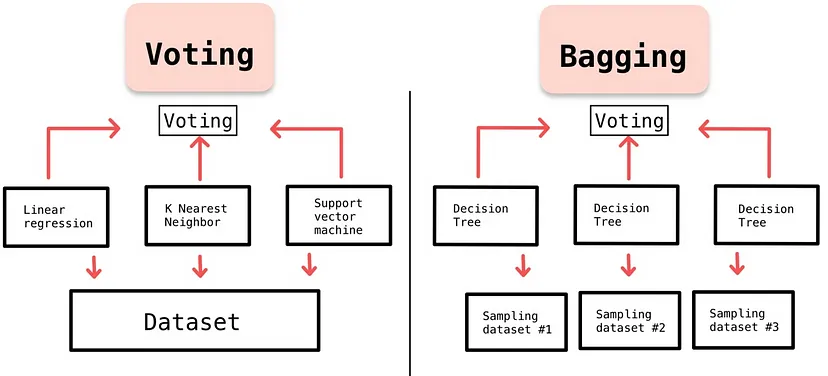 Voting
Voting
Linear
regression
K Nearest
Neighbor
Support
vector
machine
Dataset
Bagging
Voting
Decision
Tree
Decision
Tree
Decision
Tree
Sampling
dataset #1
Sampling
dataset #2
Sampling
dataset #3